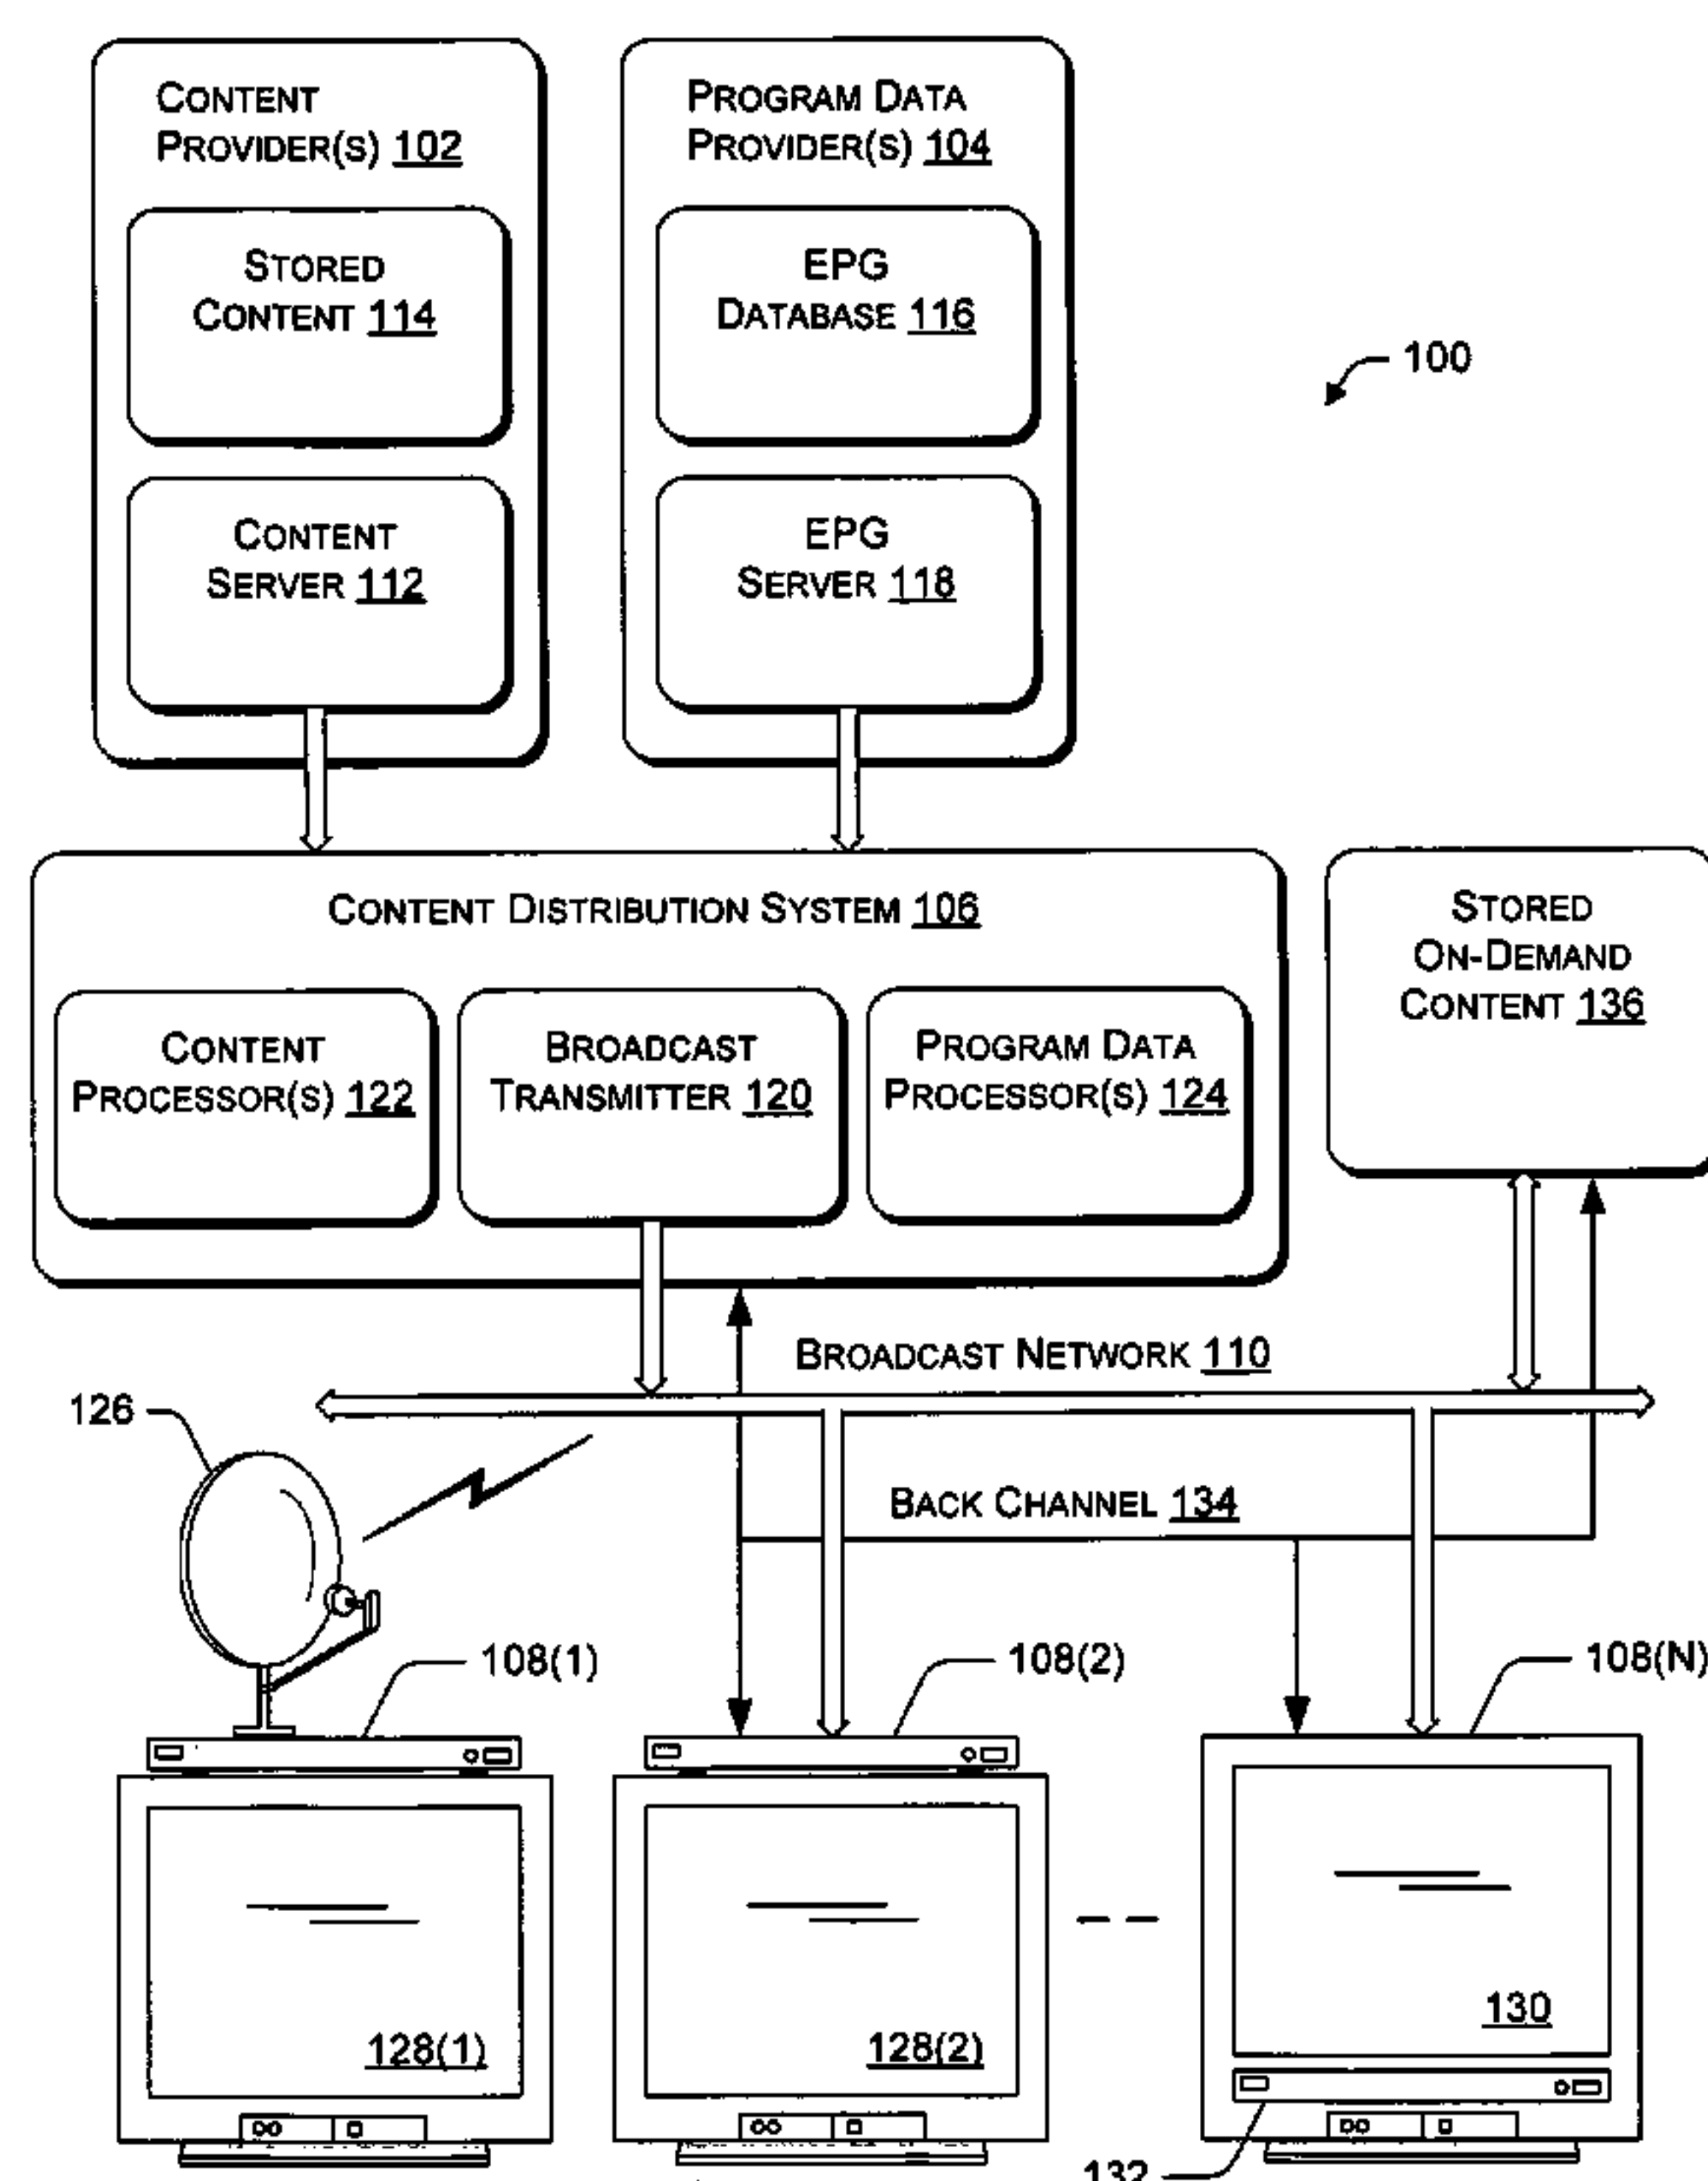 CONTENT
PROVIDER(S) 102
STORED
CONTENT 114
CONTENT
SERVER 112
PROGRAM DATA
PROVIDER(S) 104
EPG
DATABASE 116
EPG
SERVER 118
100
CONTENT DISTRIBUTION SYSTEM 106
CONTENT
PROCESSOR(S) 122
BROADCAST
TRANSMITTER 120
PROGRAM DATA
PROCESSOR(S) 124
STORED
ON-DEMAND
CONTENT 136
BROADCAST NETWORK 110
126
BACK CHANNEL 134
108(1)
108(2)
108(N)
128(1)
128(2)
130
132